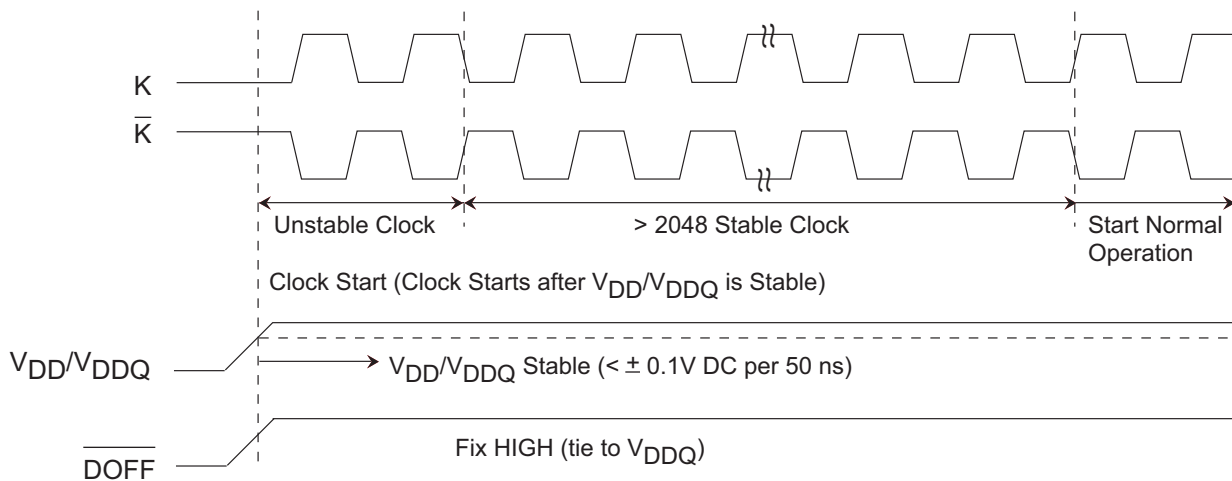 K
K̅
Unstable Clock
> 2048 Stable Clock
Start Normal
Operation
Clock Start (Clock Starts after VDD/VDDQ is Stable)
VDD/VDDQ
VDD/VDDQ Stable (< ± 0.1V DC per 50 ns)
D̅O̅F̅F̅
Fix HIGH (tie to VDDQ)